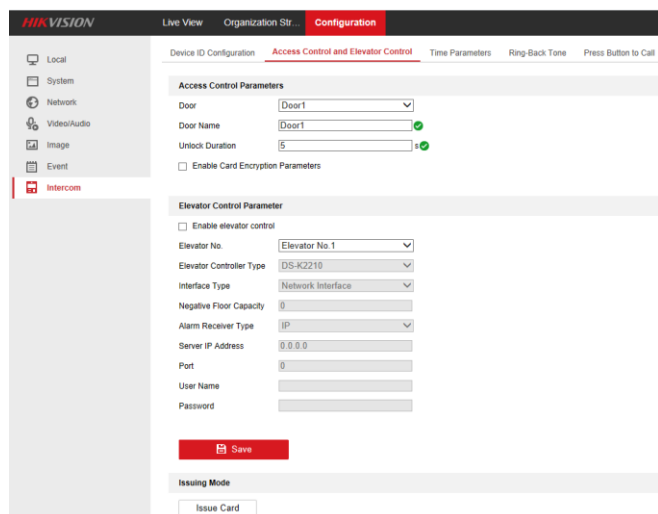 HIKVISION Live View Organization Str... Configuration
Device ID Configuration Access Control and Elevator Control Time Parameters Ring-Back Tone Press Button to Call
Local
System
Network
Video/Audio
Image
Event
Intercom
Access Control Parameters
Door Door1
Door Name Door1
Unlock Duration 5 s
Enable Card Encryption Parameters
Elevator Control Parameter
Enable elevator control
Elevator No. Elevator No.1
Elevator Controller Type DS-K2210
Interface Type Network Interface
Negative Floor Capacity 0
Alarm Receiver Type IP
Server IP Address 0.0.0.0
Port 0
User Name
Password
Save
Issuing Mode
Issue Card